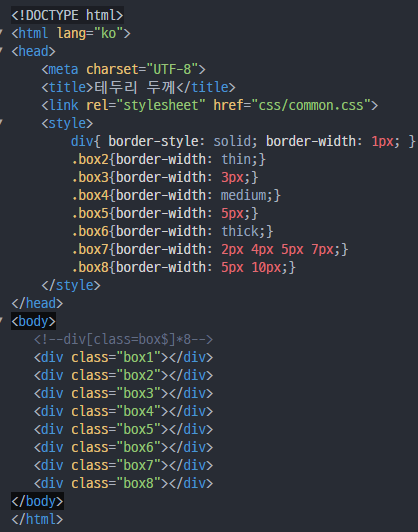 <!DOCTYPE html>
<html lang="ko">
<head>
    <meta charset="UTF-8">
    <title>테두리 두께</title>
    <link rel="stylesheet" href="css/common.css">
    <style>
        div{ border-style: solid; border-width: 1px; }
        .box2{border-width: thin;}
        .box3{border-width: 3px;}
        .box4{border-width: medium;}
        .box5{border-width: 5px;}
        .box6{border-width: thick;}
        .box7{border-width: 2px 4px 5px 7px;}
        .box8{border-width: 5px 10px;}
    </style>
</head>
<body>
   <!--div[class=box$]*8-->
   <div class="box1"></div>
   <div class="box2"></div>
   <div class="box3"></div>
   <div class="box4"></div>
   <div class="box5"></div>
   <div class="box6"></div>
   <div class="box7"></div>
   <div class="box8"></div>
</body>
</html>